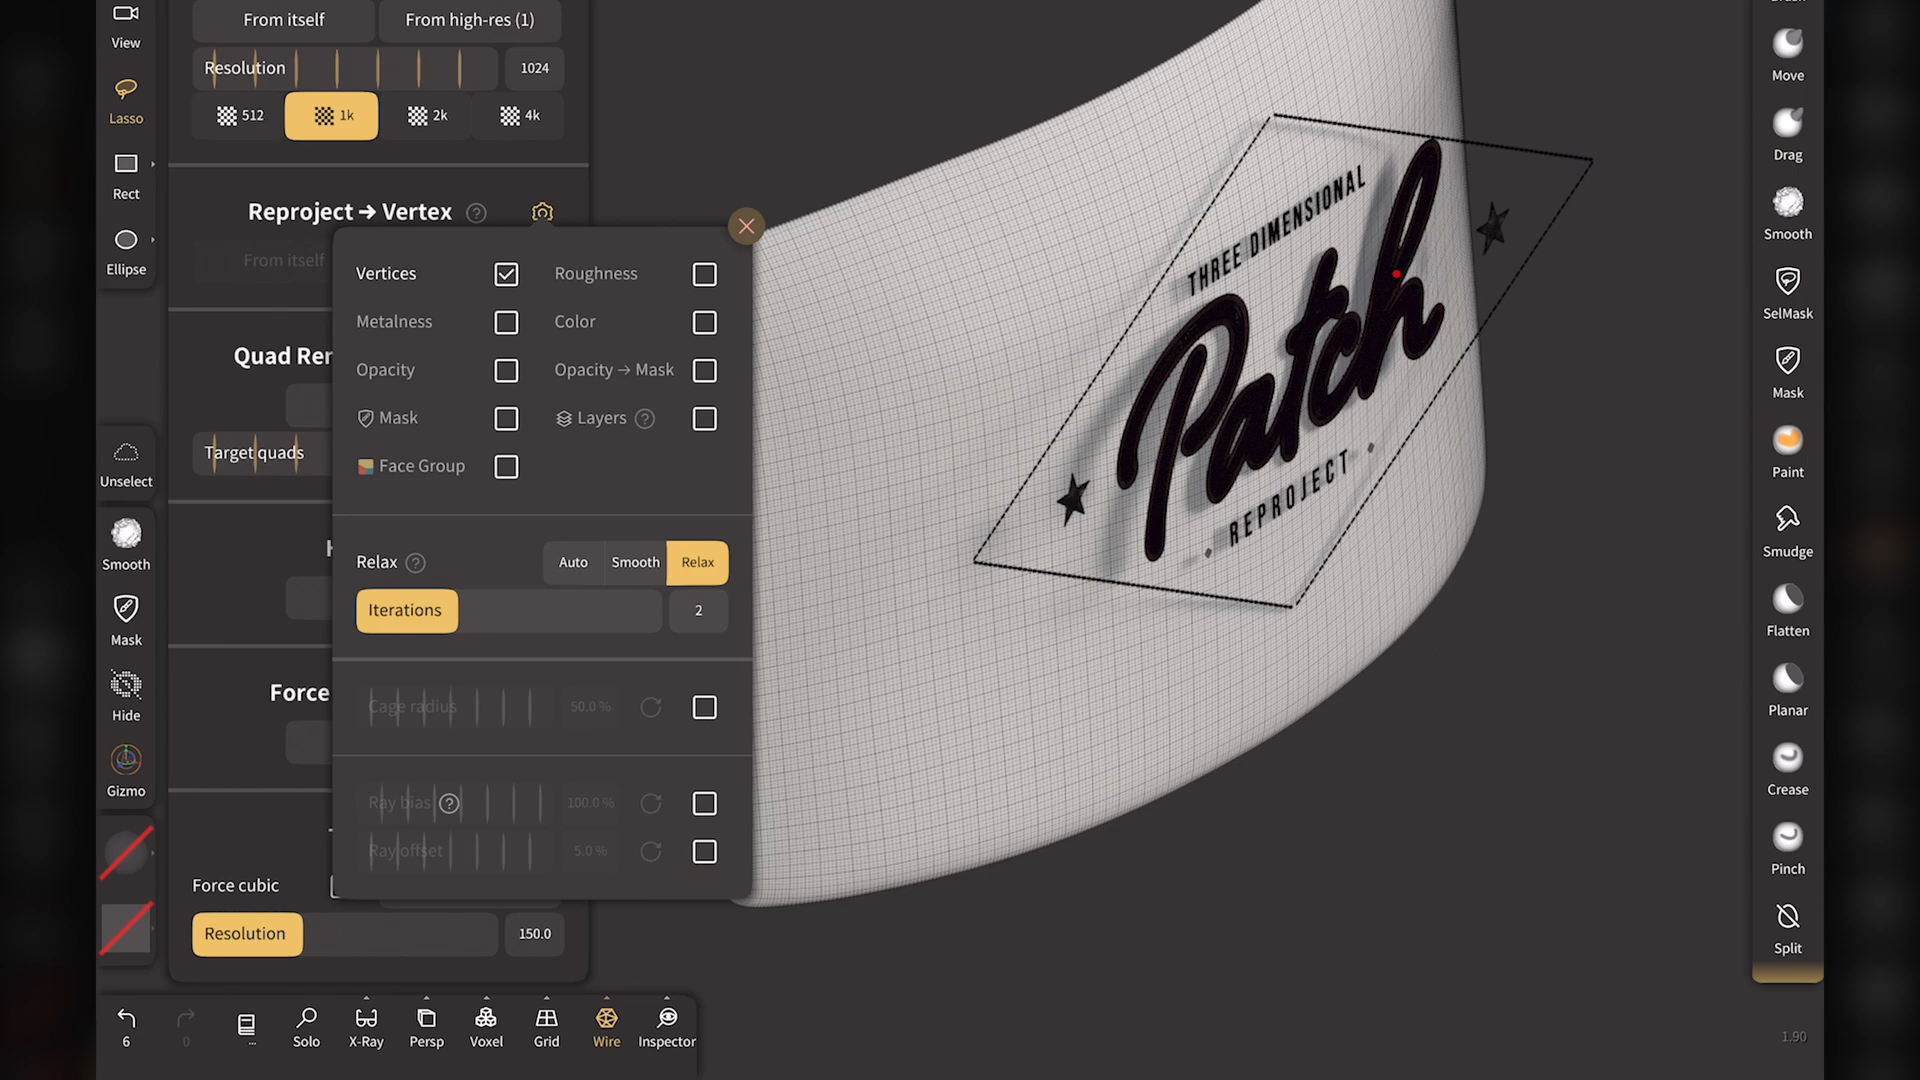 View
Lasso
Rect
Ellipse
Unselect
Smooth
Mask
Hide
Gizmo
From itself
From high-res (1)
Resolution
1024
512
1k
2k
4k
Reproject → Vertex ?
From itself
Quad Rer
Target quads
Force
Force cubic
Resolution
150.0
Vertices
Roughness
Metalness
Color
Opacity
Opacity → Mask
Mask
Layers ?
Face Group
Relax ?
Auto
Smooth
Relax
Iterations
2
Cage radius
50.0 %
Ray bias ?
100.0 %
Ray offset
5.0 %
THREE DIMENSIONAL
Patch
REPROJECT
Move
Drag
Smooth
SelMask
Mask
Paint
Smudge
Flatten
Planar
Crease
Pinch
Split
6
0
...
Solo
X-Ray
Persp
Voxel
Grid
Wire
Inspector
1.90